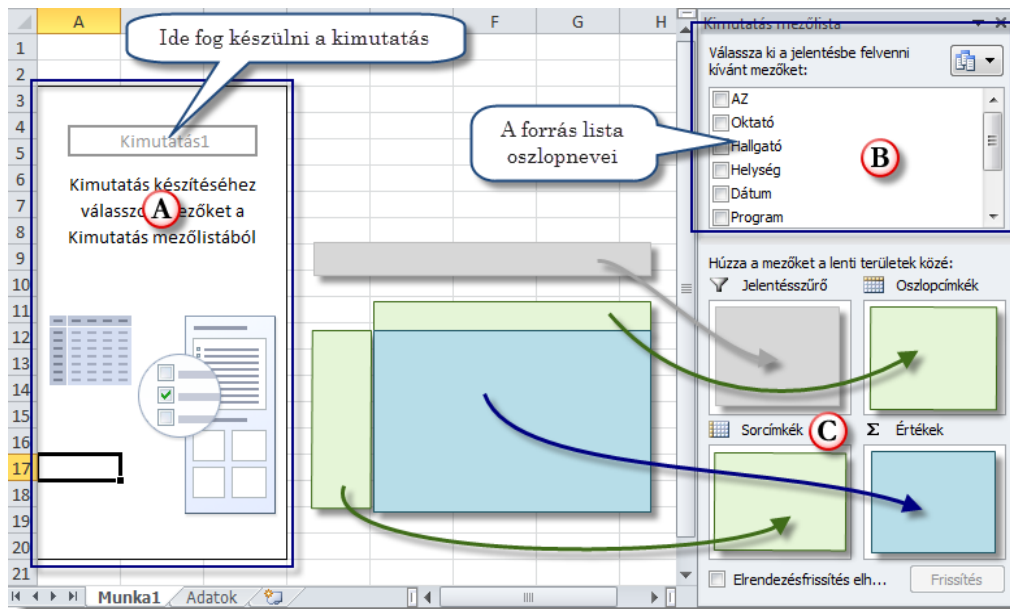 A F G H
Kimutatás mezőlista
1
2
3
4
5
6
7
8
9
10
11
12
13
14
15
16
17
18
19
20
21
Ide fog készülni a kimutatás
Kimutatás1
Kimutatás készítéséhez
A
Kimutatás mezőlistából
A forrás lista
oszlopnevei
Válassza ki a jelentésbe felvenni
kívánt mezőket:
AZ
Oktató
Hallgató
Helység
Dátum
Program
B
Húzza a mezőket a lenti területek közé:
Jelentésszűrő Oszlopcímkék
Sorcímkék C Σ Értékek
Elrendezésfrissítés elh... Frissítés
Munka1 Adatok